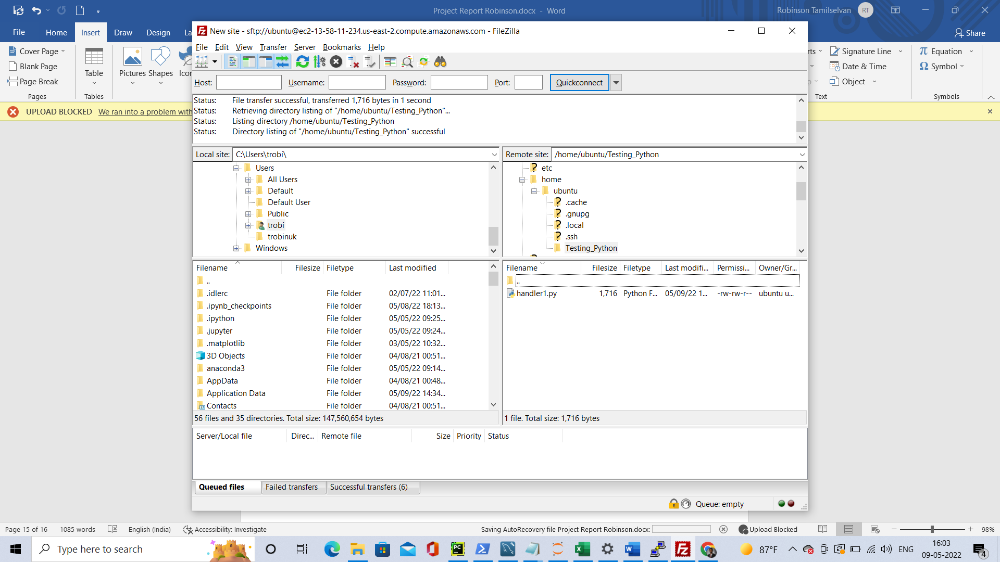 Project Report Robinson.docx - Word
Robinson Tamilselvan RT
File Home Insert Draw Design La
Share
Cover Page
Blank Page
Page Break
Pages
Table
Tables
Pictures Shapes Icor
rts
Signature Line
Date & Time
Object
Text
Equation
Symbol
Symbols
UPLOAD BLOCKED We ran into a problem with
New site - sftp://ubuntu@ec2-13-58-11-234.us-east-2.compute.amazonaws.com - FileZilla
File Edit View Transfer Server Bookmarks Help
Host: Username: Password: Port: Quickconnect
Status: File transfer successful, transferred 1,716 bytes in 1 second
Status: Retrieving directory listing of "/home/ubuntu/Testing_Python"...
Status: Listing directory /home/ubuntu/Testing_Python
Status: Directory listing of "/home/ubuntu/Testing_Python" successful
Local site: C:\Users\trobi\
Users
All Users
Default
Default User
Public
trobi
trobinuk
Windows
Remote site: /home/ubuntu/Testing_Python
etc
home
ubuntu
.cache
.gnupg
.local
.ssh
Testing_Python
Filename Filesize Filetype Last modified
..
.idlerc File folder 02/07/22 11:01...
.ipynb_checkpoints File folder 05/08/22 18:13...
.ipython File folder 05/05/22 09:25...
.jupyter File folder 05/05/22 09:24...
.matplotlib File folder 03/05/22 10:32...
3D Objects File folder 04/08/21 00:51...
anaconda3 File folder 05/05/22 09:14...
AppData File folder 04/08/21 00:48...
Application Data File folder 05/09/22 14:34...
Contacts File folder 04/08/21 00:51...
56 files and 35 directories. Total size: 147,560,654 bytes
Filename Filesize Filetype Last modifi... Permissi... Owner/Gr...
..
handler1.py 1,716 Python F... 05/09/22 1... -rw-rw-r-- ubuntu u...
1 file. Total size: 1,716 bytes
Server/Local file Direc... Remote file Size Priority Status
Queued files Failed transfers Successful transfers (6)
Queue: empty
Page 15 of 16 1085 words English (India) Accessibility: Investigate Saving AutoRecovery file Project Report Robinson.docx: Upload Blocked 98%
Type here to search
87°F ENG
16:03
09-05-2022
4